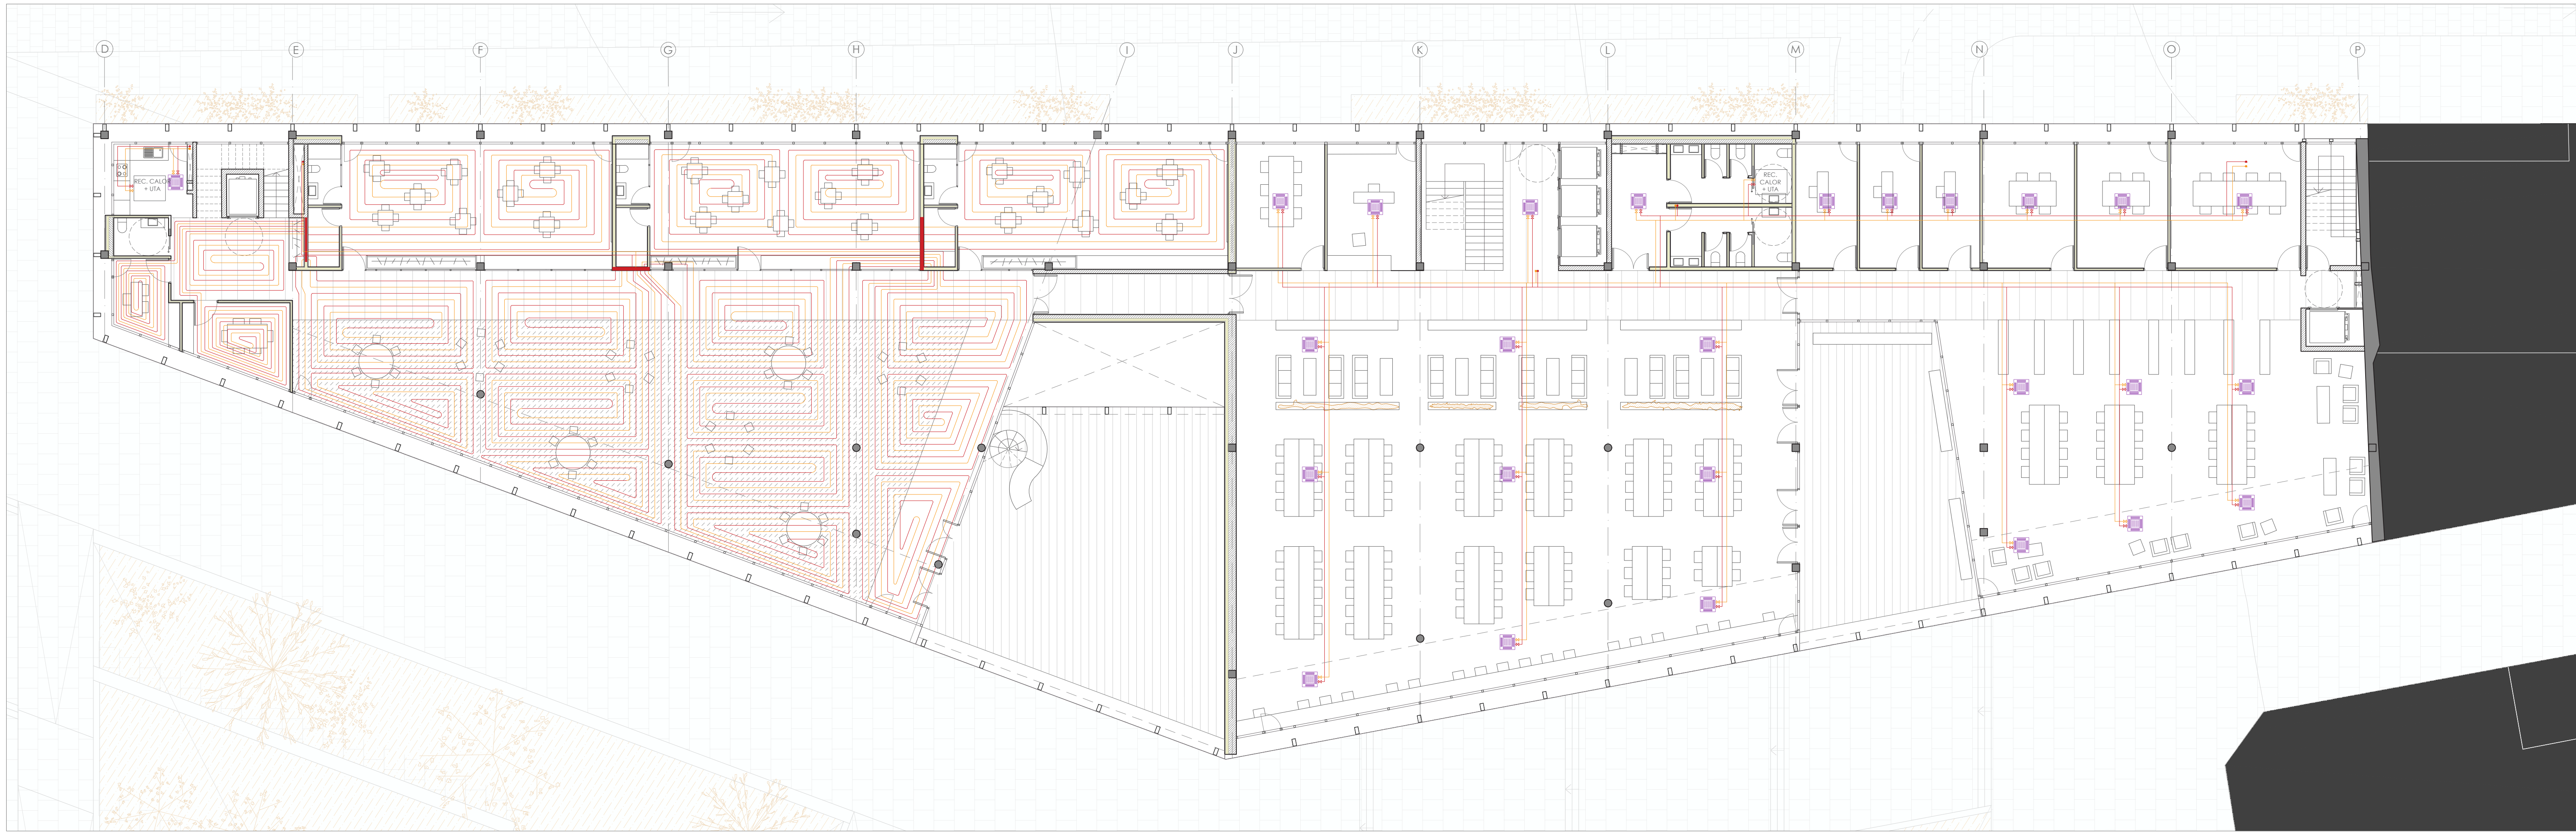 D E F G H I J K L M N O P
REC. CALOR
+ UTA
REC.
CALOR
+ UTA